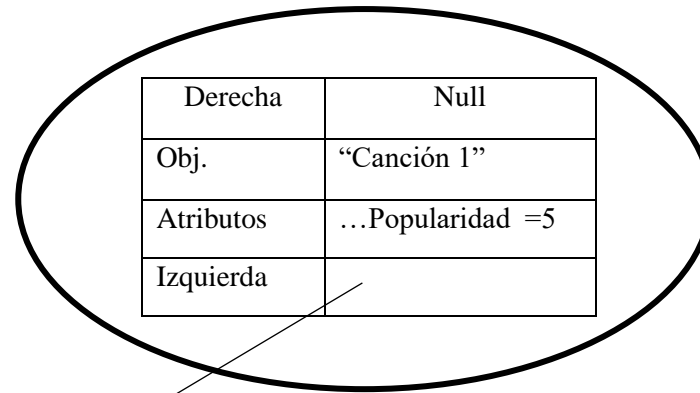 Derecha Null
Obj. “Canción 1”
Atributos …Popularidad =5
Izquierda